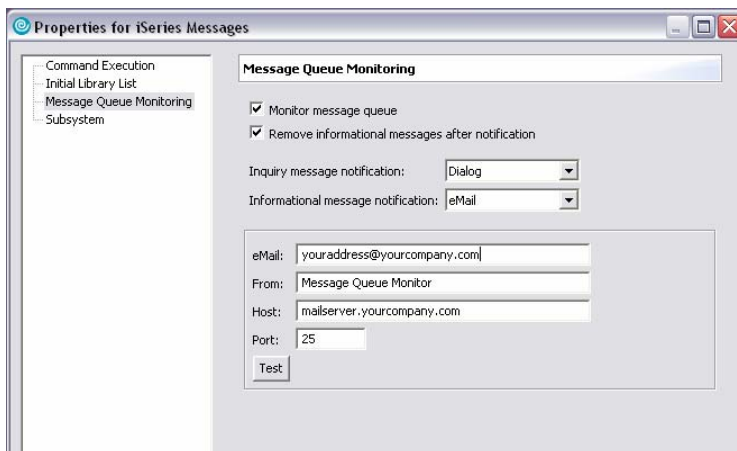 Properties for iSeries Messages
Command Execution
Initial Library List
Message Queue Monitoring
Subsystem
Message Queue Monitoring
Monitor message queue
Remove informational messages after notification
Inquiry message notification: Dialog
Informational message notification: eMail
eMail: youraddress@yourcompany.com
From: Message Queue Monitor
Host: mailserver.yourcompany.com
Port: 25
Test